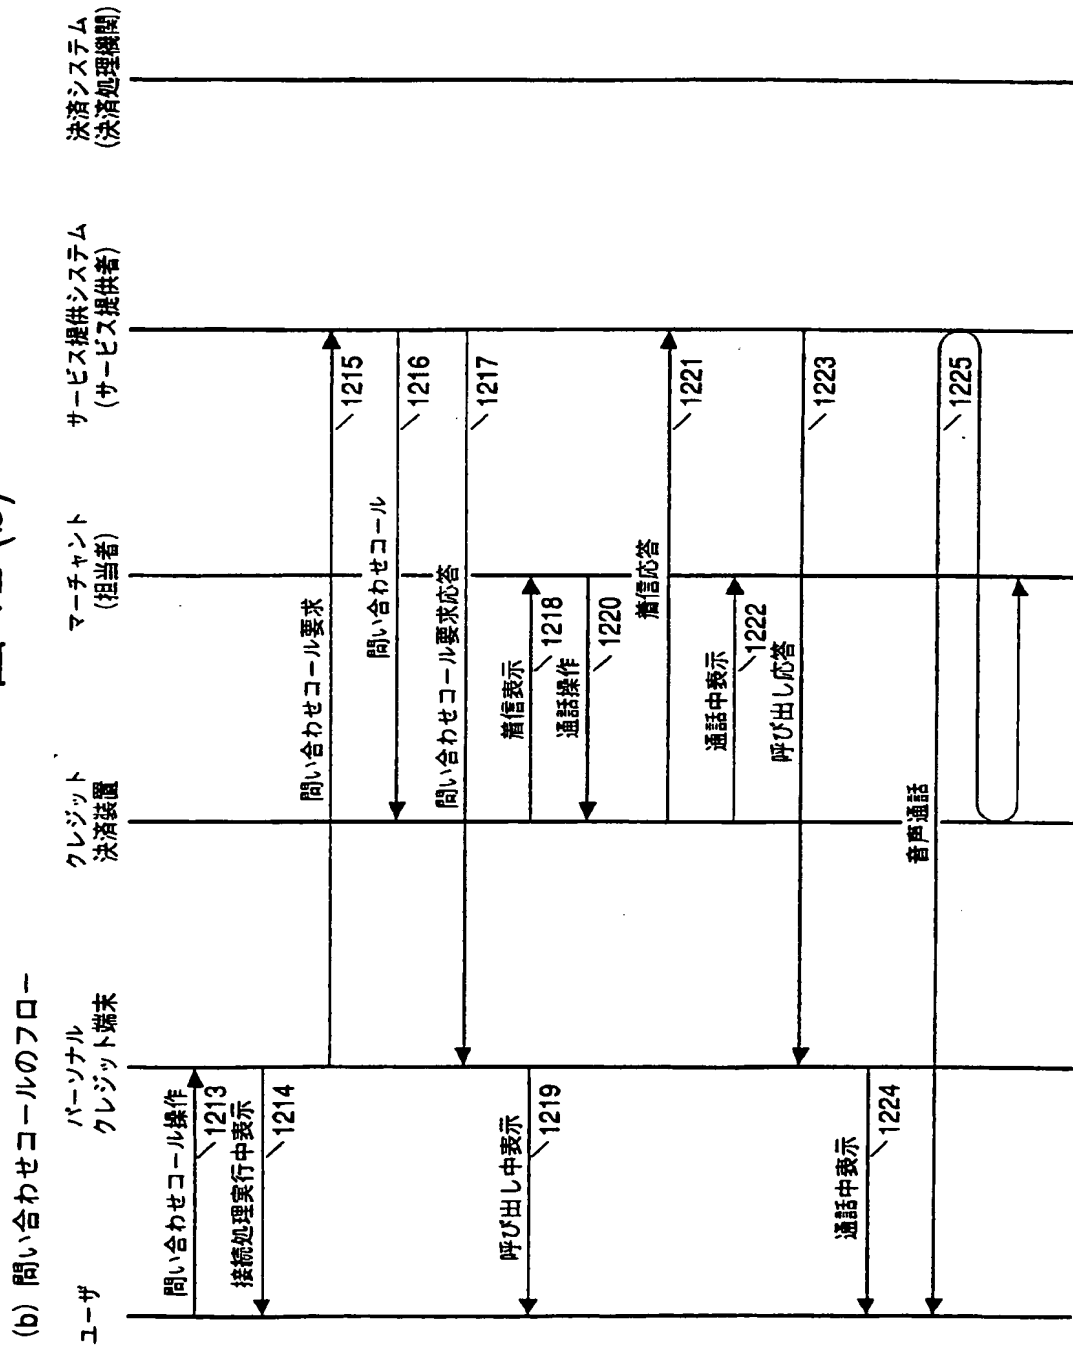 (b) 問い合わせコールのフロー
ユーザ
パーソナル
クレジット端末
クレジット
決済装置
マーチャント
(担当者)
サービス提供システム
(サービス提供者)
決済システム
(決済処理機関)
問い合わせコール操作
1213
接続処理実行中表示
1214
問い合わせコール要求
1215
問い合わせコール
1216
問い合わせコール要求応答
1217
着信表示
1218
呼び出し中表示
1219
通話操作
1220
着信応答
1221
通話中表示
1222
呼び出し応答
1223
通話中表示
1224
音声通話
1225